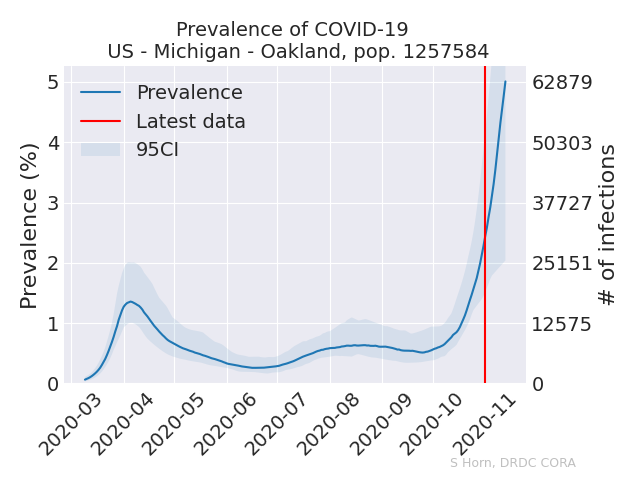 Prevalence of COVID-19
US - Michigan - Oakland, pop. 1257584
Prevalence (%)
5
4
3
2
1
0
Prevalence
Latest data
95CI
62879
50303
37727
25151
12575
0
# of infections
2020-03
2020-04
2020-05
2020-06
2020-07
2020-08
2020-09
2020-10
2020-11
S Horn, DRDC CORA